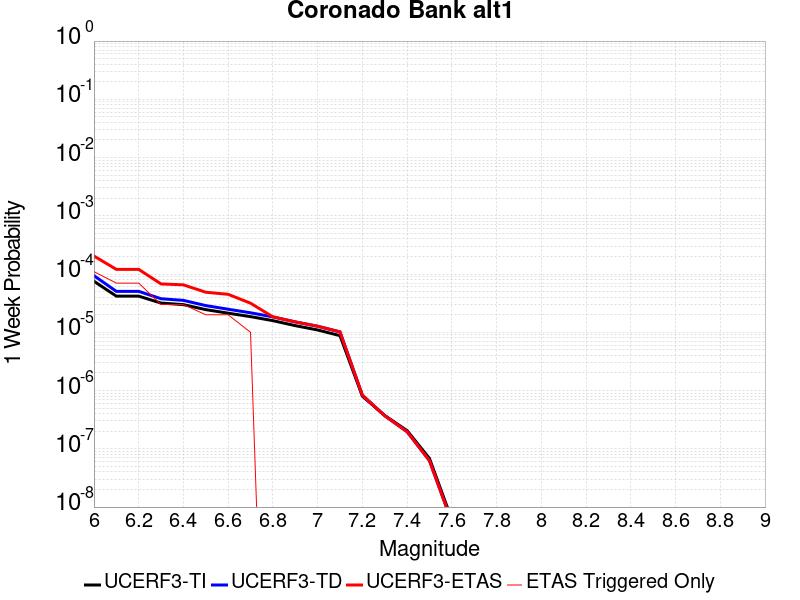 Coronado Bank alt1
1 Week Probability
10^0
10^-1
10^-2
10^-3
10^-4
10^-5
10^-6
10^-7
10^-8
6 6.2 6.4 6.6 6.8 7 7.2 7.4 7.6 7.8 8 8.2 8.4 8.6 8.8 9
Magnitude
UCERF3-TI UCERF3-TD UCERF3-ETAS ETAS Triggered Only